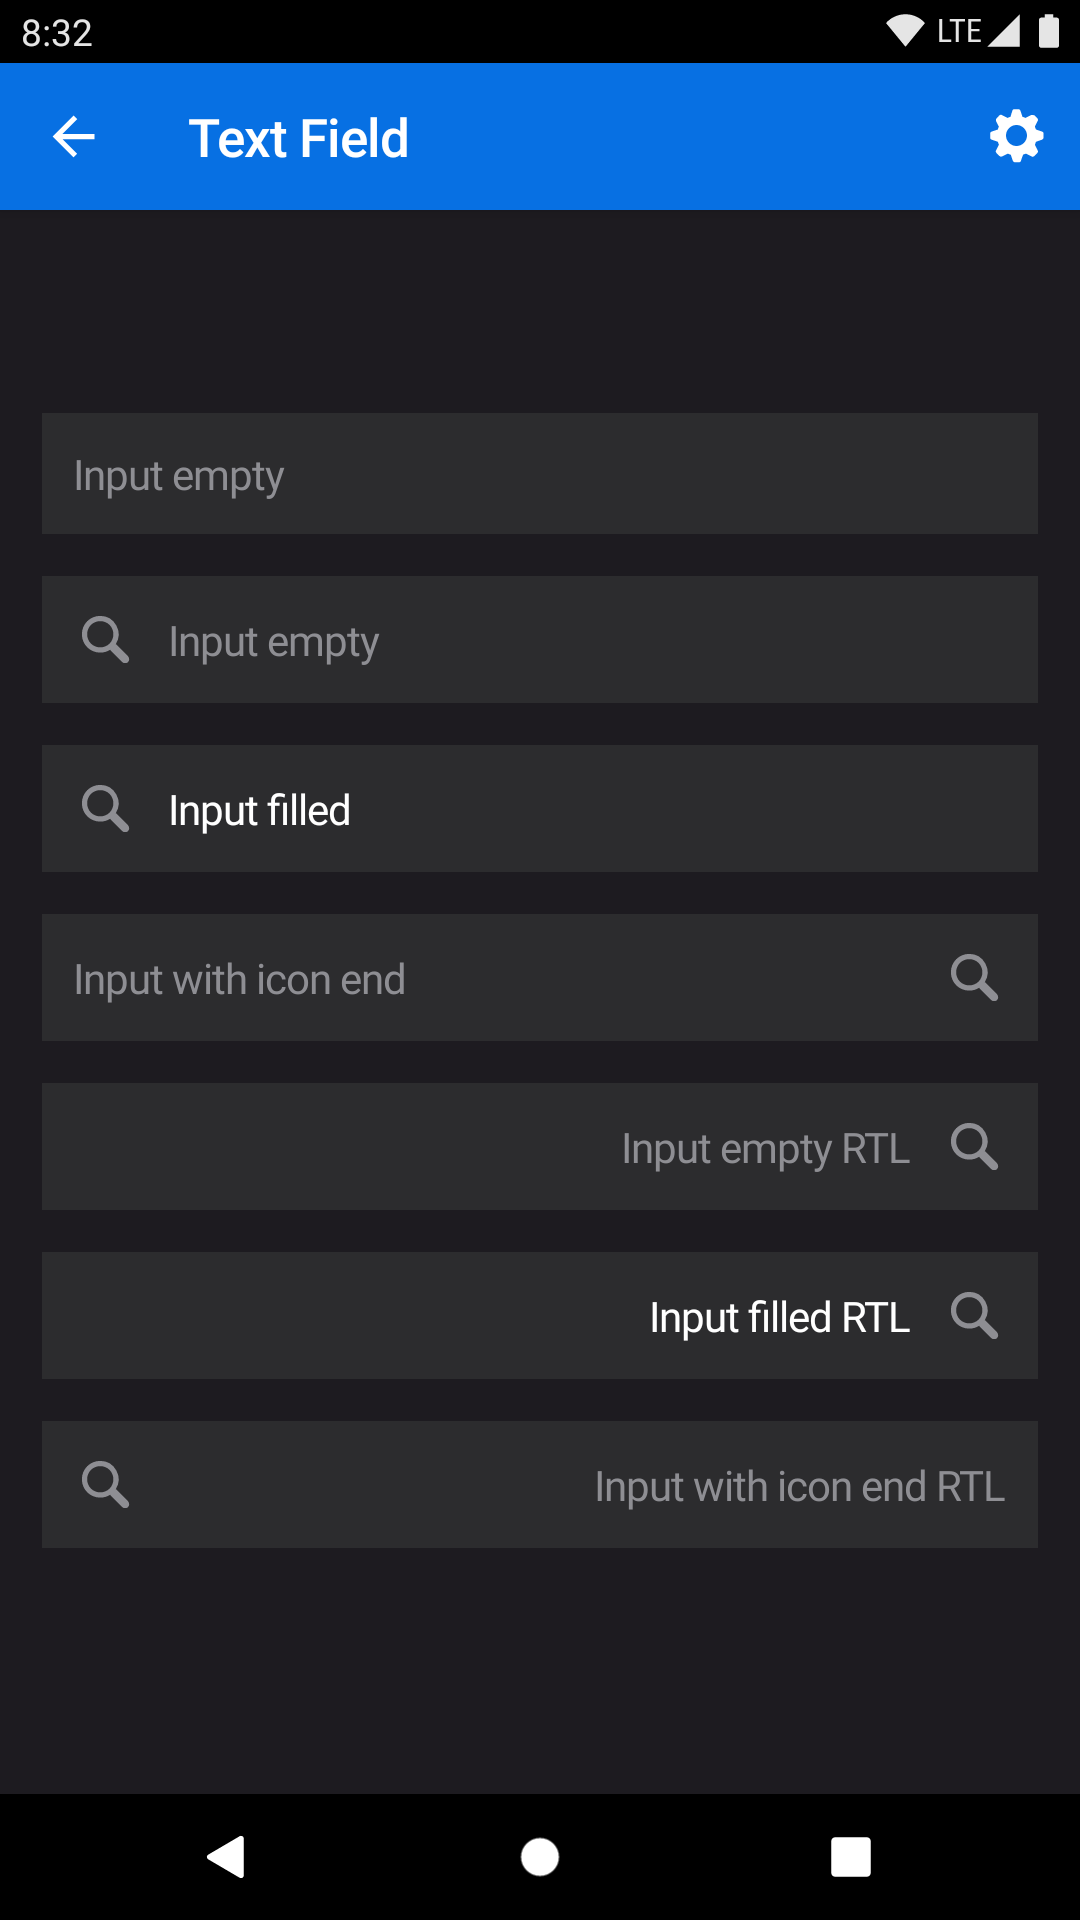 8:32
LTE
Text Field
Input empty
Input empty
Input filled
Input with icon end
Input empty RTL
Input filled RTL
Input with icon end RTL